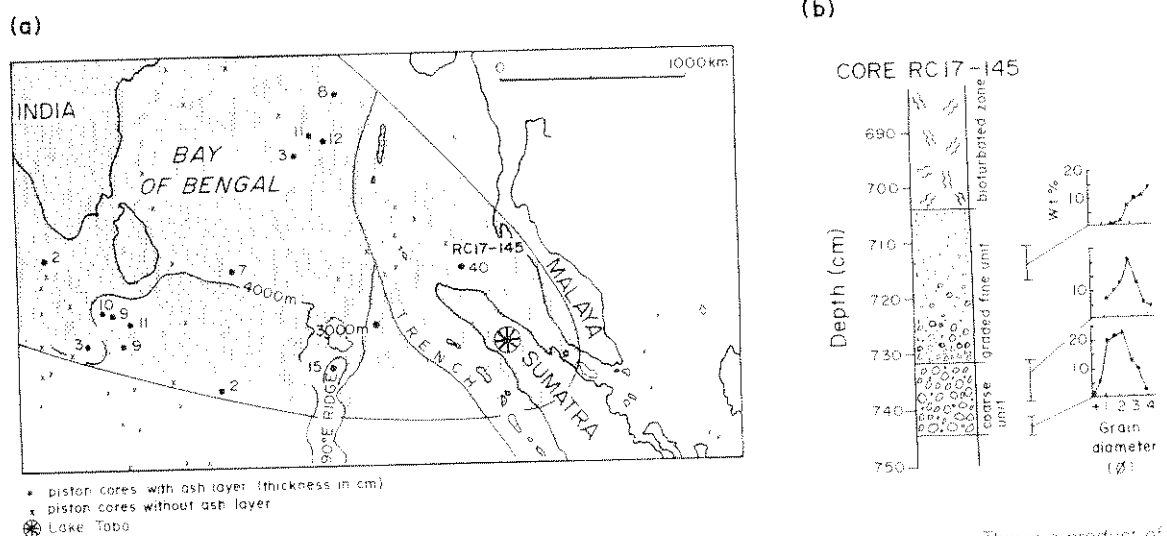 (a)
INDIA
BAY
OF BENGAL
0 1000km
8
11
12
3
2
7
4000m
10
9
11
3
9
2
3000m
15
90°E RIDGE
TRENCH
RC17-145
40
MALAYA
SUMATRA
• piston cores with ash layer (thickness in cm)
x piston cores without ash layer
Lake Toba
(b)
CORE RC17-145
Depth (cm)
690
700
710
720
730
740
750
bioturbated zone
graded fine unit
coarse unit
Wt %
20
10
10
20
10
+1 2 3 4
Grain
diameter
(Ø)
product of